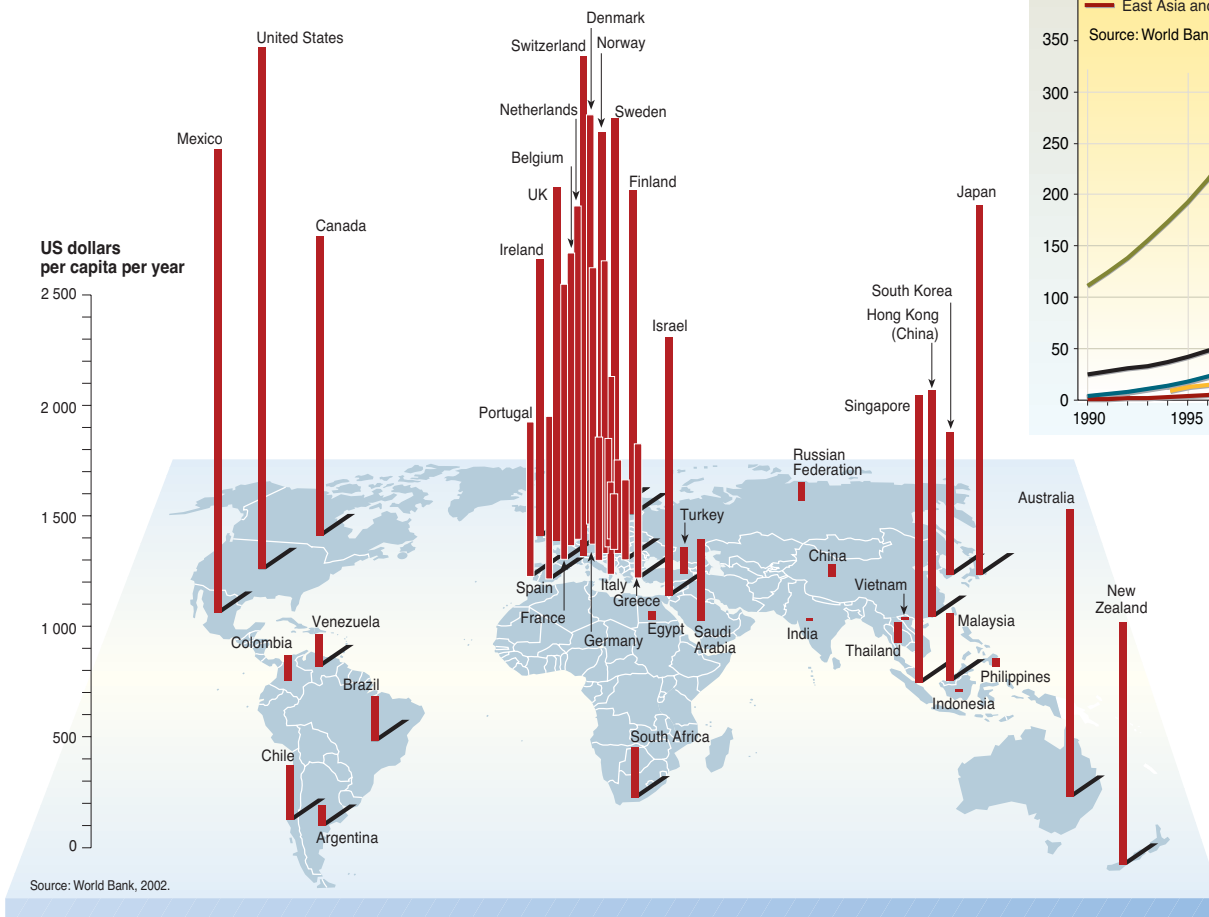 Denmark
United States
Switzerland
Norway
Netherlands
Sweden
Mexico
Belgium
UK
Finland
Japan
Canada
Ireland
US dollars
per capita per year
South Korea
Hong Kong
(China)
Israel
2 500
2 000
1 500
1 000
500
0
Portugal
Singapore
Russian
Federation
Australia
Turkey
China
Vietnam
New
Zealand
Spain
Italy
Greece
France
Germany
Egypt
Saudi
Arabia
India
Thailand
Malaysia
Philippines
Indonesia
Colombia
Venezuela
Brazil
South Africa
Chile
Argentina
Source: World Bank, 2002.
East Asia and
Source: World Ban
350
300
250
200
150
100
50
0
1990 1995